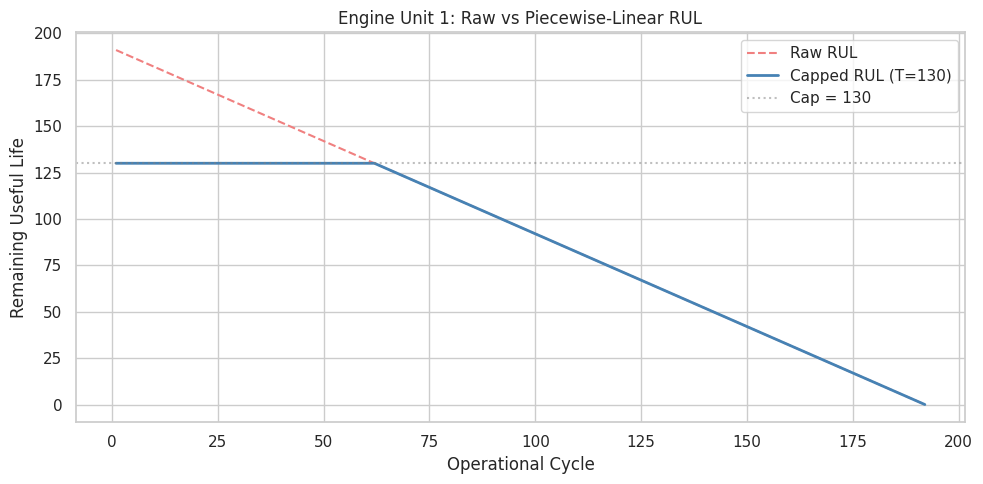 Engine Unit 1: Raw vs Piecewise-Linear RUL
Raw RUL
Capped RUL (T=130)
Cap = 130
Remaining Useful Life
200
175
150
125
100
75
50
25
0
0 25 50 75 100 125 150 175 200
Operational Cycle